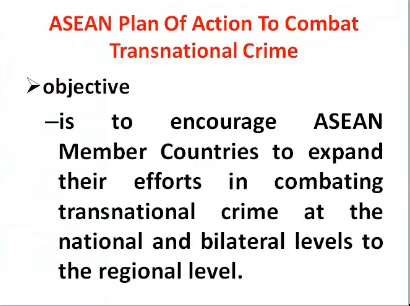 ASEAN Plan Of Action To Combat
Transnational Crime
➢objective
–is to encourage ASEAN
Member Countries to expand
their efforts in combating
transnational crime at the
national and bilateral levels to
the regional level.